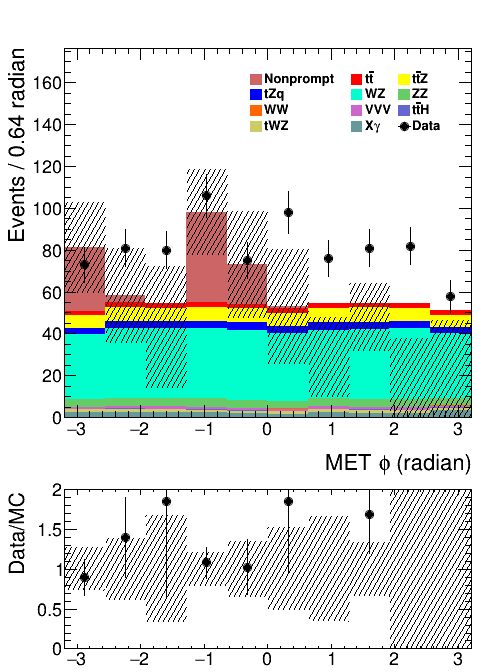 Events / 0.64 radian
160
140
120
100
80
60
40
20
0
Nonprompt tt̄ tt̄Z
tZq WZ ZZ
WW VVV tt̄H
tWZ Xγ Data
−3 −2 −1 0 1 2 3
MET ϕ (radian)
Data/MC
2
1.5
1
0.5
0
−3 −2 −1 0 1 2 3